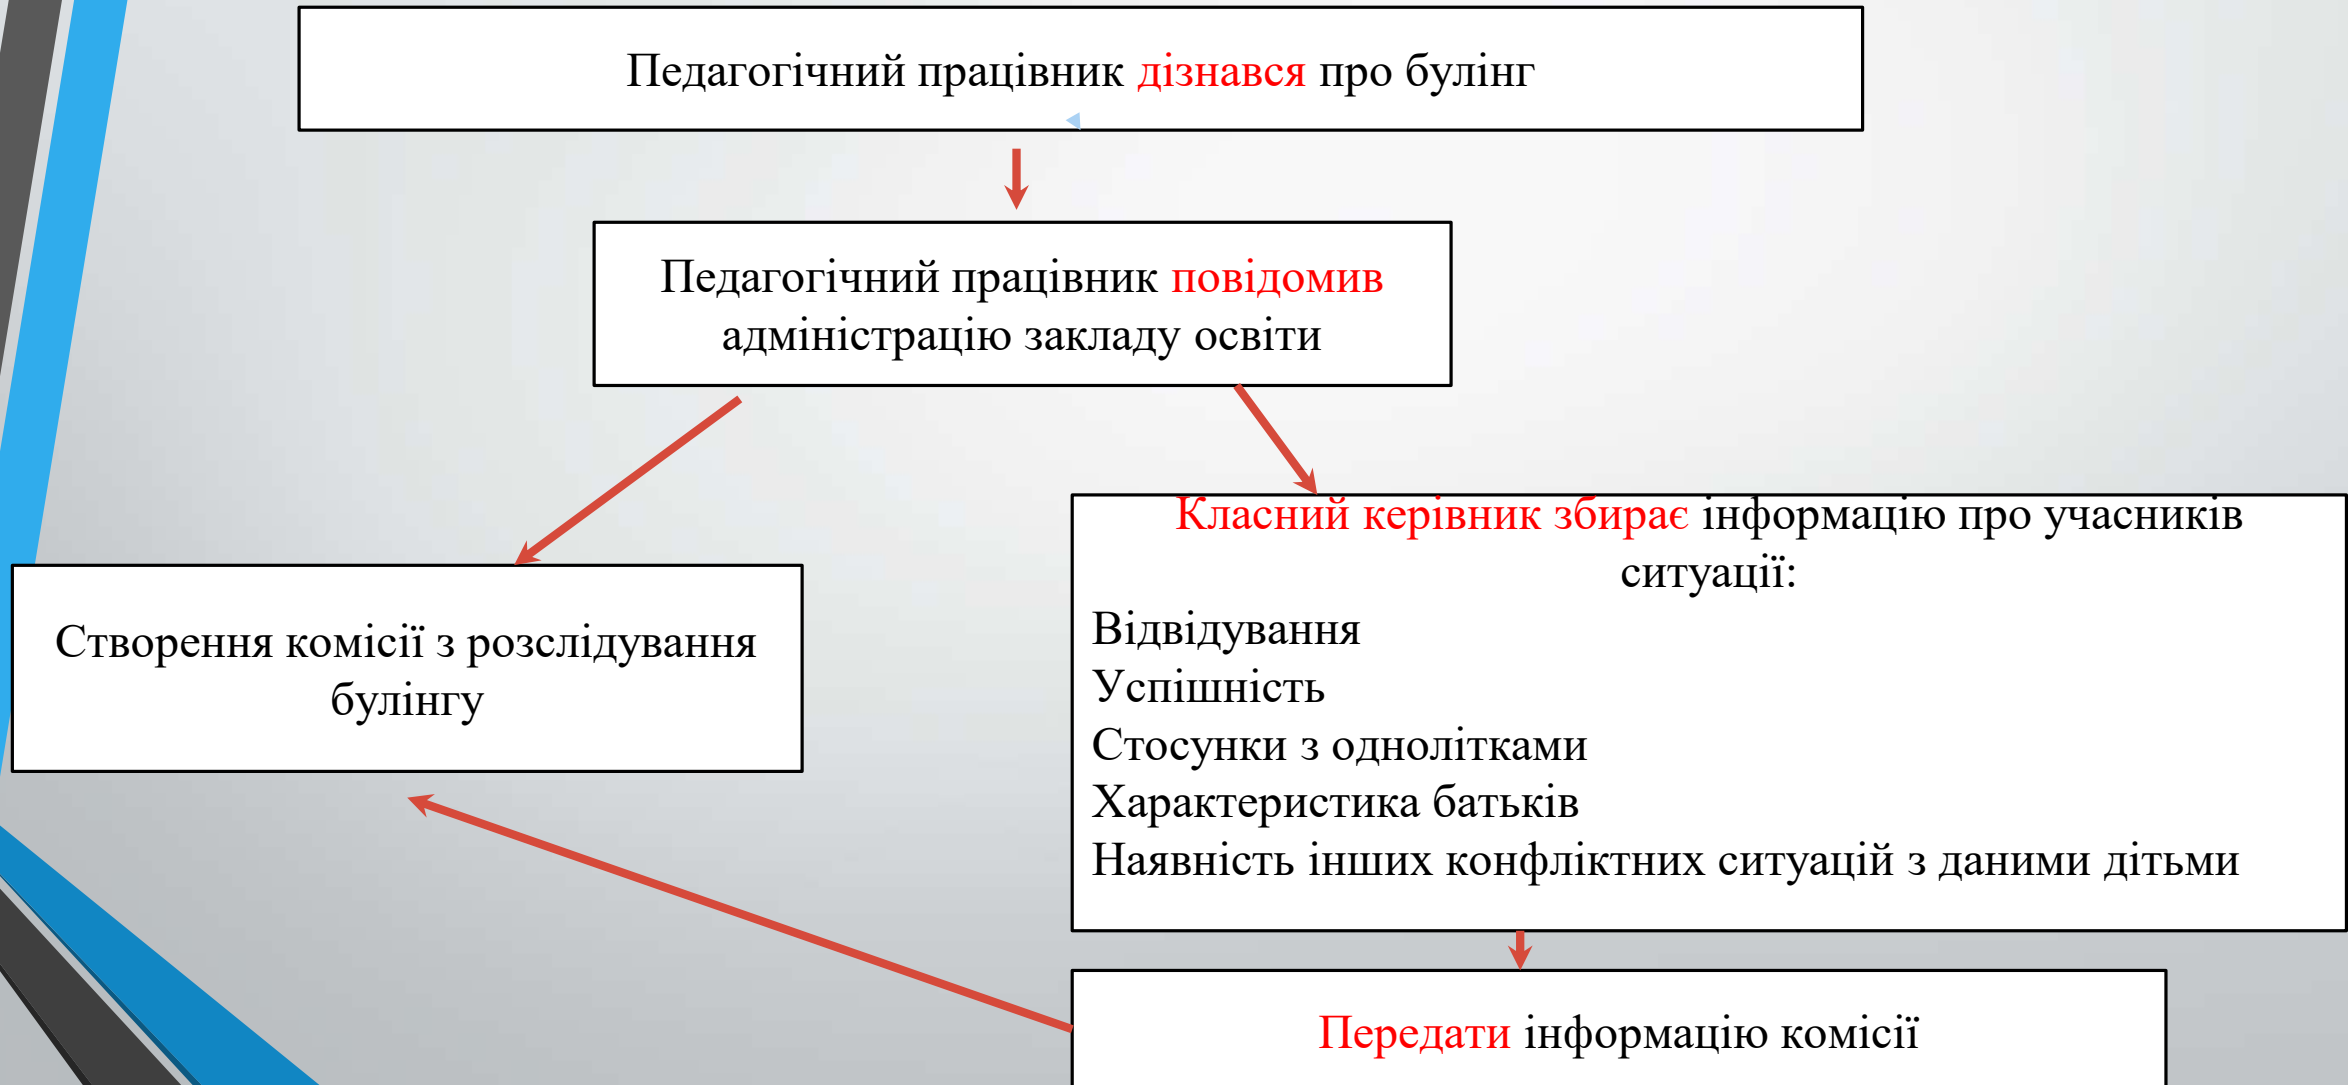 Педагогічний працівник дізнався про булінг
Педагогічний працівник повідомив
адміністрацію закладу освіти
Створення комісії з розслідування
булінгу
Класний керівник збирає інформацію про учасників
ситуації:
Відвідування
Успішність
Стосунки з однолітками
Характеристика батьків
Наявність інших конфліктних ситуацій з даними дітьми
Передати інформацію комісії